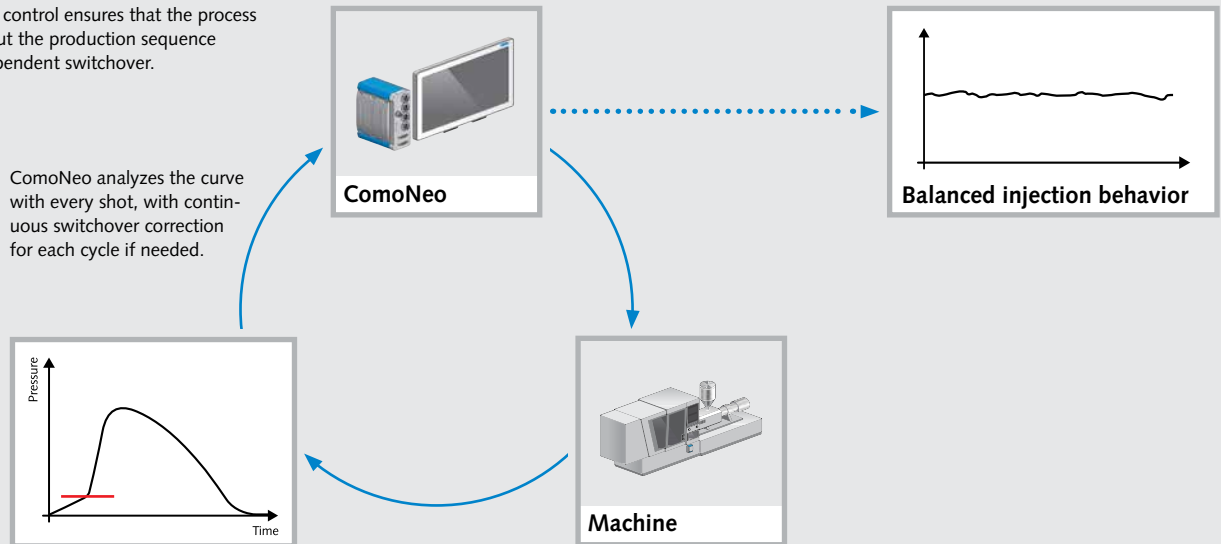 control ensures that the process
ut the production sequence
pendent switchover.
ComoNeo analyzes the curve
with every shot, with contin-
uous switchover correction
for each cycle if needed.
ComoNeo
Balanced injection behavior
Pressure
Time
Machine